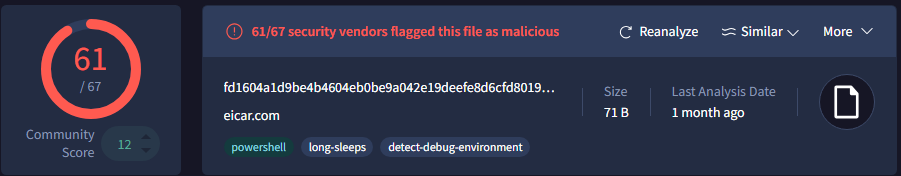 61
/ 67
Community
Score
12
61/67 security vendors flagged this file as malicious
Reanalyze
Similar
More
fd1604a1d9be4b4604eb0be9a042e19deefe8d6cfd8019...
eicar.com
powershell
long-sleeps
detect-debug-environment
Size
71 B
Last Analysis Date
1 month ago